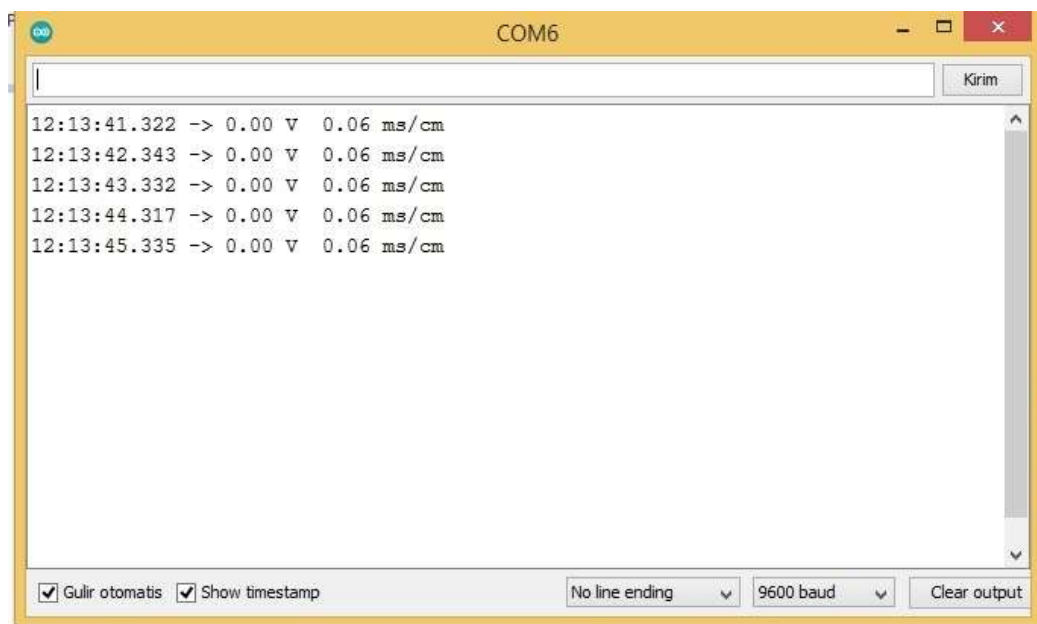 COM6
Kirim
12:13:41.322 -> 0.00 V  0.06 ms/cm
12:13:42.343 -> 0.00 V  0.06 ms/cm
12:13:43.332 -> 0.00 V  0.06 ms/cm
12:13:44.317 -> 0.00 V  0.06 ms/cm
12:13:45.335 -> 0.00 V  0.06 ms/cm
Gulir otomatis Show timestamp No line ending 9600 baud Clear output